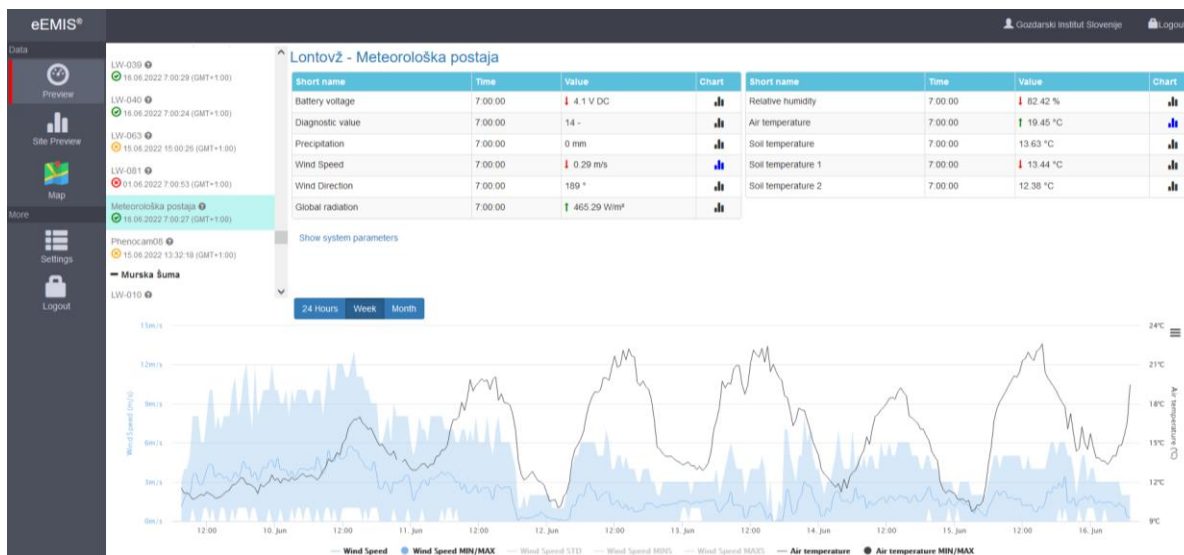 eEMIS®
Gozdarski Institut Slovenije Logout
Data
Preview
Site Preview
Map
More
Settings
Logout
LW-039
16.06.2022 7:00:29 (GMT+1:00)
LW-040
16.06.2022 7:00:24 (GMT+1:00)
LW-063
15.06.2022 15:00:26 (GMT+1:00)
LW-081
01.06.2022 7:00:53 (GMT+1:00)
Meteorološka postaja
16.06.2022 7:00:27 (GMT+1:00)
Phenocam08
15.06.2022 13:32:18 (GMT+1:00)
Murska Šuma
LW-010
Lontovž - Meteorološka postaja
Short name Time Value Chart
Battery voltage 7:00:00 4.1 V DC
Diagnostic value 7:00:00 14 -
Precipitation 7:00:00 0 mm
Wind Speed 7:00:00 0.29 m/s
Wind Direction 7:00:00 189 °
Global radiation 7:00:00 465.29 W/m²
Short name Time Value Chart
Relative humidity 7:00:00 82.42 %
Air temperature 7:00:00 19.45 °C
Soil temperature 7:00:00 13.63 °C
Soil temperature 1 7:00:00 13.44 °C
Soil temperature 2 7:00:00 12.38 °C
Show system parameters
24 Hours Week Month
15m/s
12m/s
9m/s
6m/s
3m/s
0m/s
Wind Speed (m/s)
24°C
21°C
18°C
15°C
12°C
9°C
Air temperature (°C)
12:00 10. Jun 12:00 11. Jun 12:00 12. Jun 12:00 13. Jun 12:00 14. Jun 12:00 15. Jun 12:00 16. Jun
Wind Speed Wind Speed MIN/MAX Wind Speed STD Wind Speed MINS Wind Speed MAXS Air temperature Air temperature MIN/MAX